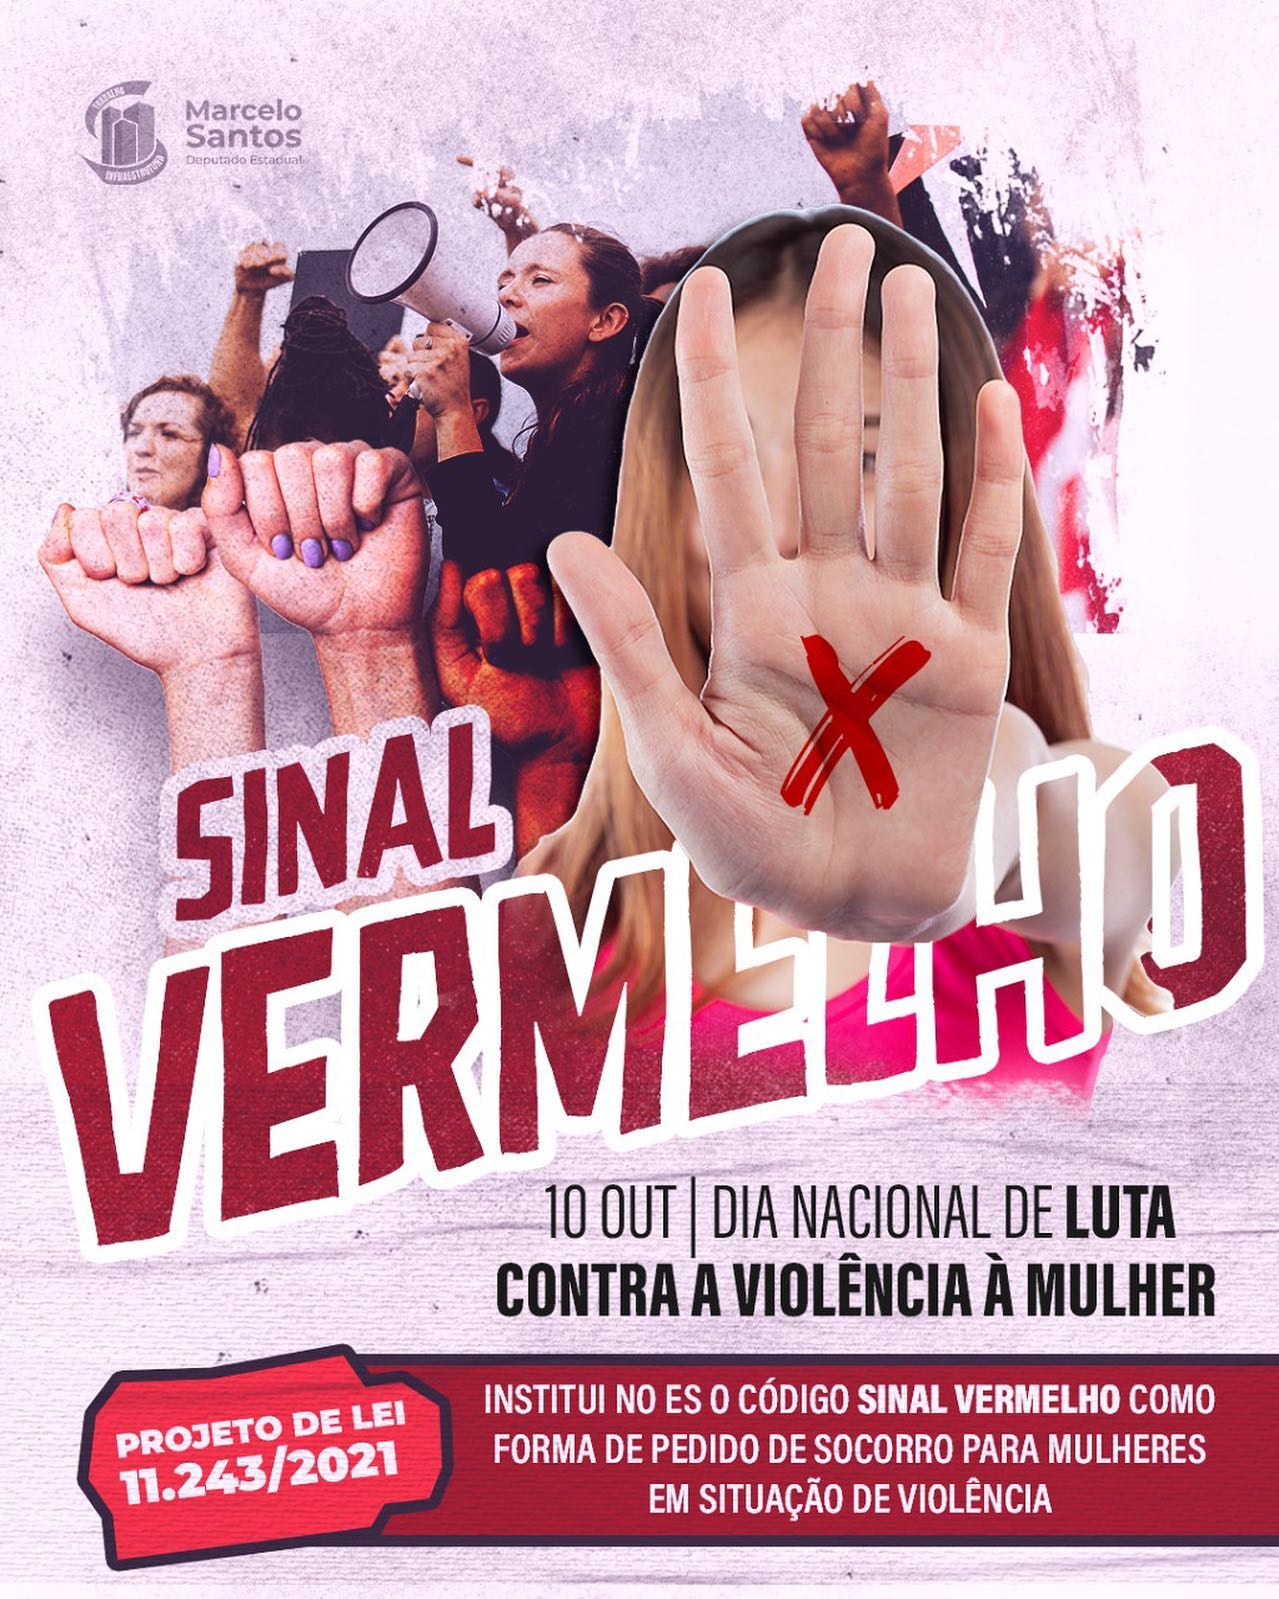 TRABALHO
INFRAESTRUTURA
Marcelo
Santos
Deputado Estadual
SINAL
VERMELHO
10 OUT | DIA NACIONAL DE LUTA
CONTRA A VIOLÊNCIA À MULHER
PROJETO DE LEI
11.243/2021
INSTITUI NO ES O CÓDIGO SINAL VERMELHO COMO
FORMA DE PEDIDO DE SOCORRO PARA MULHERES
EM SITUAÇÃO DE VIOLÊNCIA